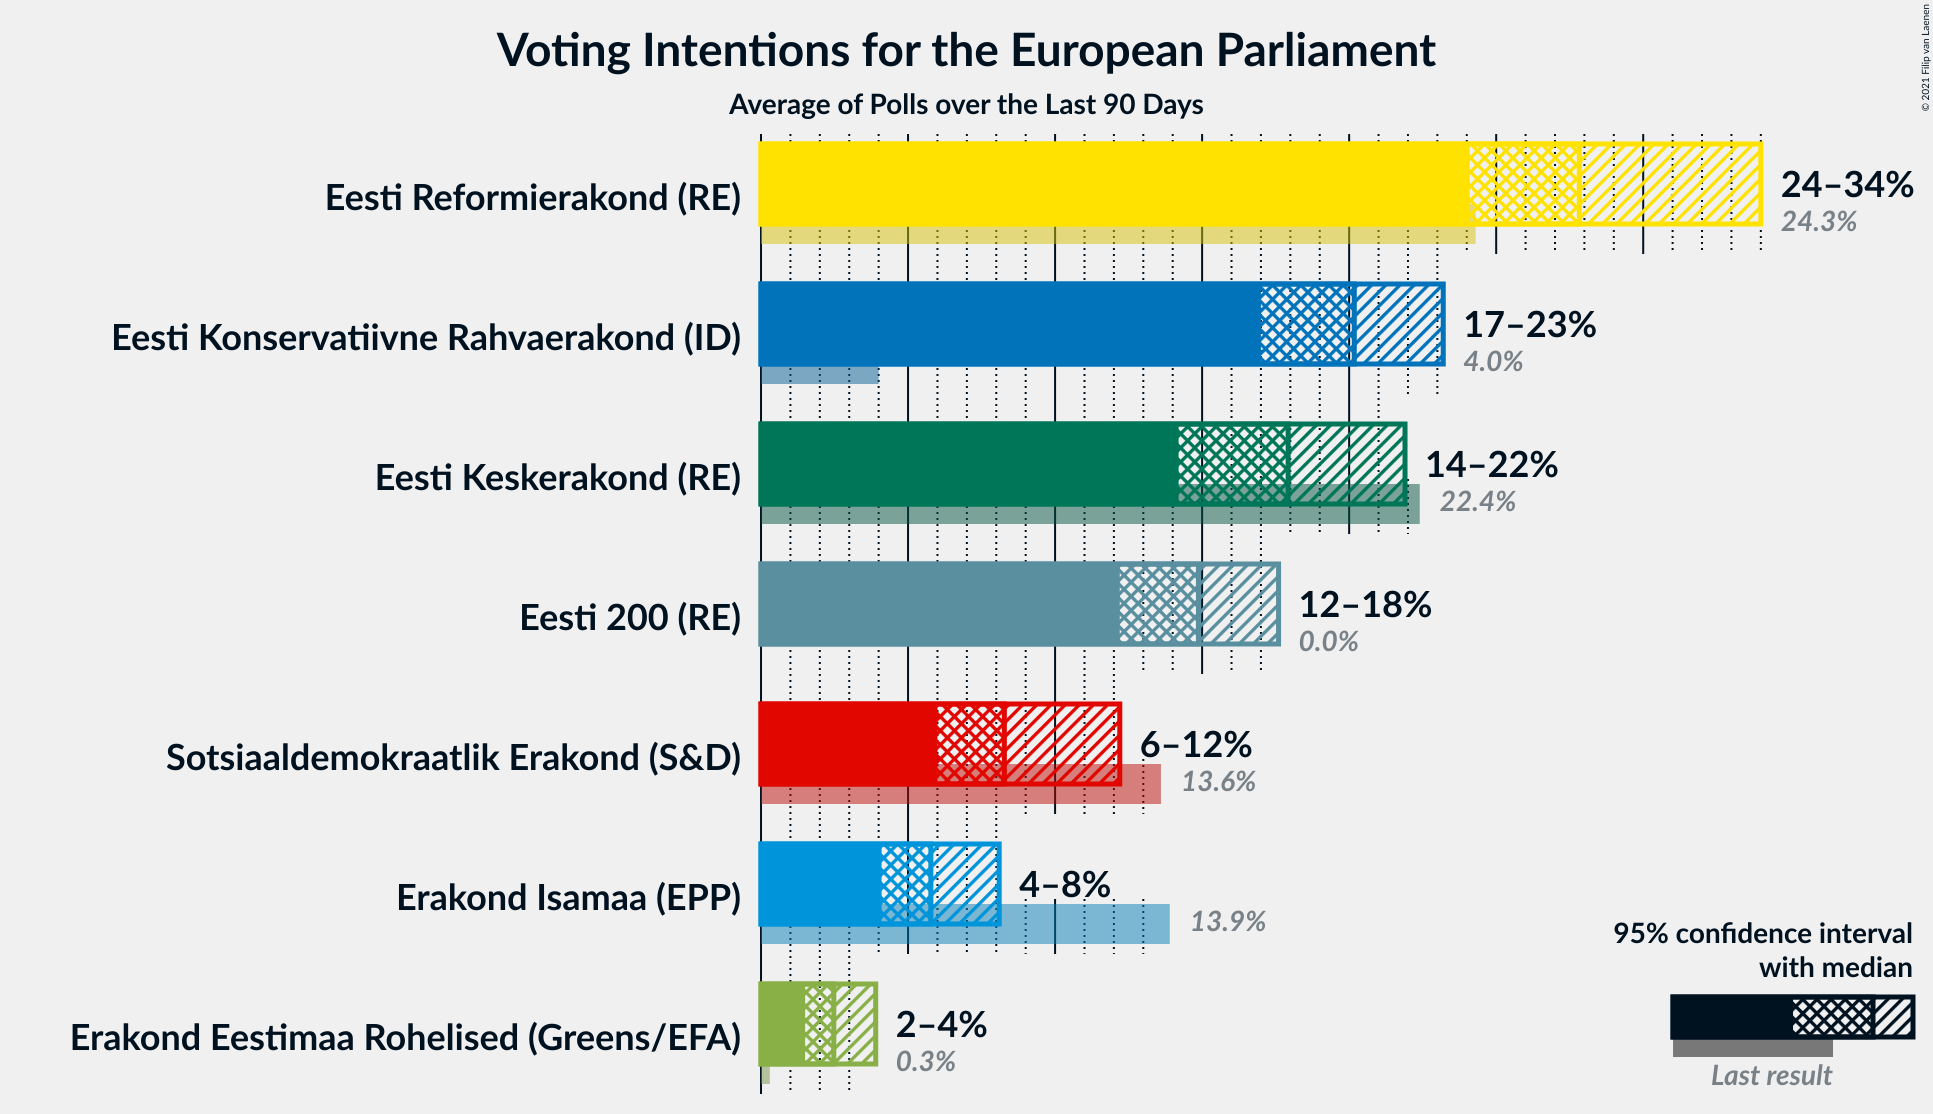 Voting Intentions for the European Parliament
Average of Polls over the Last 90 Days
© 2021 Filip van Laenen
Eesti Reformierakond (RE)
24–34%
24.3%
Eesti Konservatiivne Rahvaerakond (ID)
17–23%
4.0%
Eesti Keskerakond (RE)
14–22%
22.4%
Eesti 200 (RE)
12–18%
0.0%
Sotsiaaldemokraatlik Erakond (S&D)
6–12%
13.6%
Erakond Isamaa (EPP)
4–8%
13.9%
Erakond Eestimaa Rohelised (Greens/EFA)
2–4%
0.3%
95% confidence interval
with median
Last result